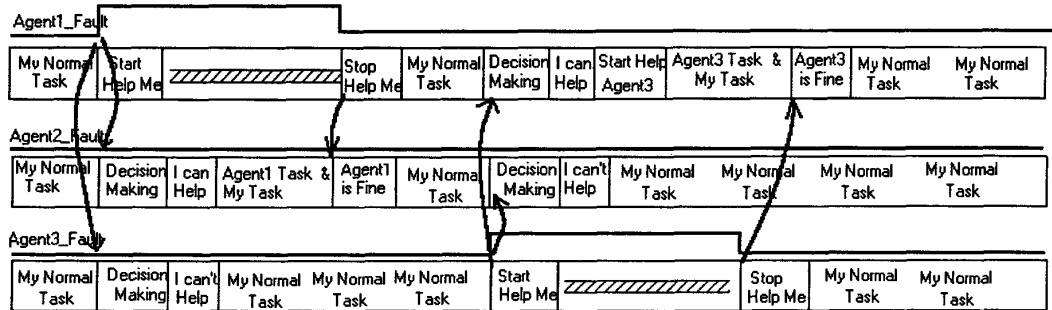 Agent1_Fault
My Normal Task
Start Help Me
Stop Help Me
My Normal Task
Decision Making
I can Help
Start Help Agent3
Agent3 Task & My Task
Agent3 is Fine
My Normal Task
My Normal Task
Agent2_Fault
My Normal Task
Decision Making
I can Help
Agent1 Task & My Task
Agent1 is Fine
My Normal Task
Decision Making
I can't Help
My Normal Task
My Normal Task
My Normal Task
My Normal Task
Agent3_Fault
My Normal Task
Decision Making
I can't Help
My Normal Task
My Normal Task
My Normal Task
Start Help Me
Stop Help Me
My Normal Task
My Normal Task